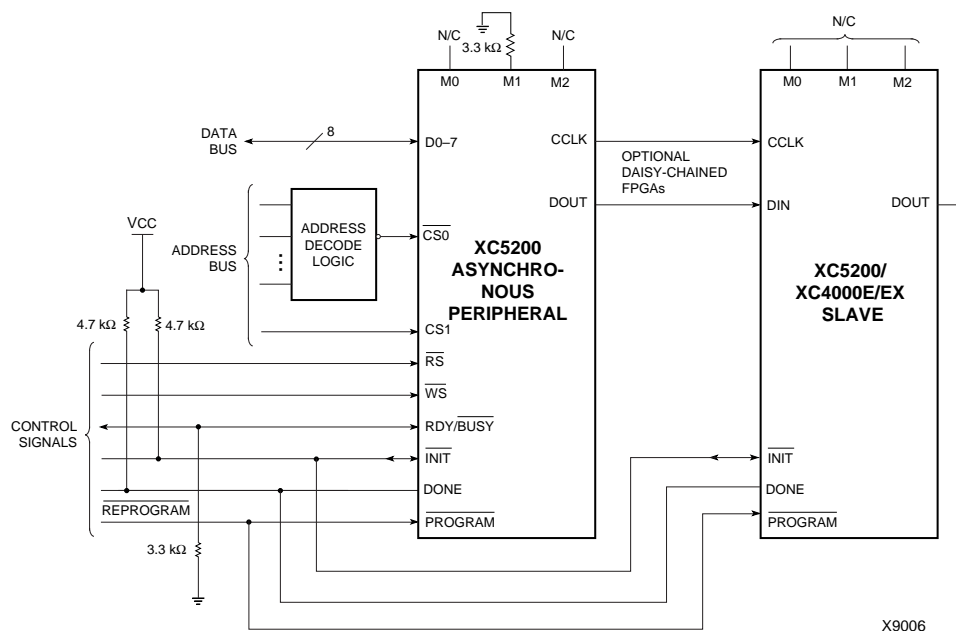 N/C
3.3 kΩ
N/C
N/C
M0
M1
M2
M0
M1
M2
DATA
BUS
8
D0–7
CCLK
OPTIONAL
DAISY-CHAINED
FPGAs
CCLK
DOUT
DIN
DOUT
VCC
ADDRESS
BUS
ADDRESS
DECODE
LOGIC
CS0
XC5200
ASYNCHRO-
NOUS
PERIPHERAL
XC5200/
XC4000E/EX
SLAVE
4.7 kΩ
4.7 kΩ
CS1
RS
WS
CONTROL
SIGNALS
RDY/BUSY
INIT
INIT
DONE
DONE
REPROGRAM
PROGRAM
PROGRAM
3.3 kΩ
X9006